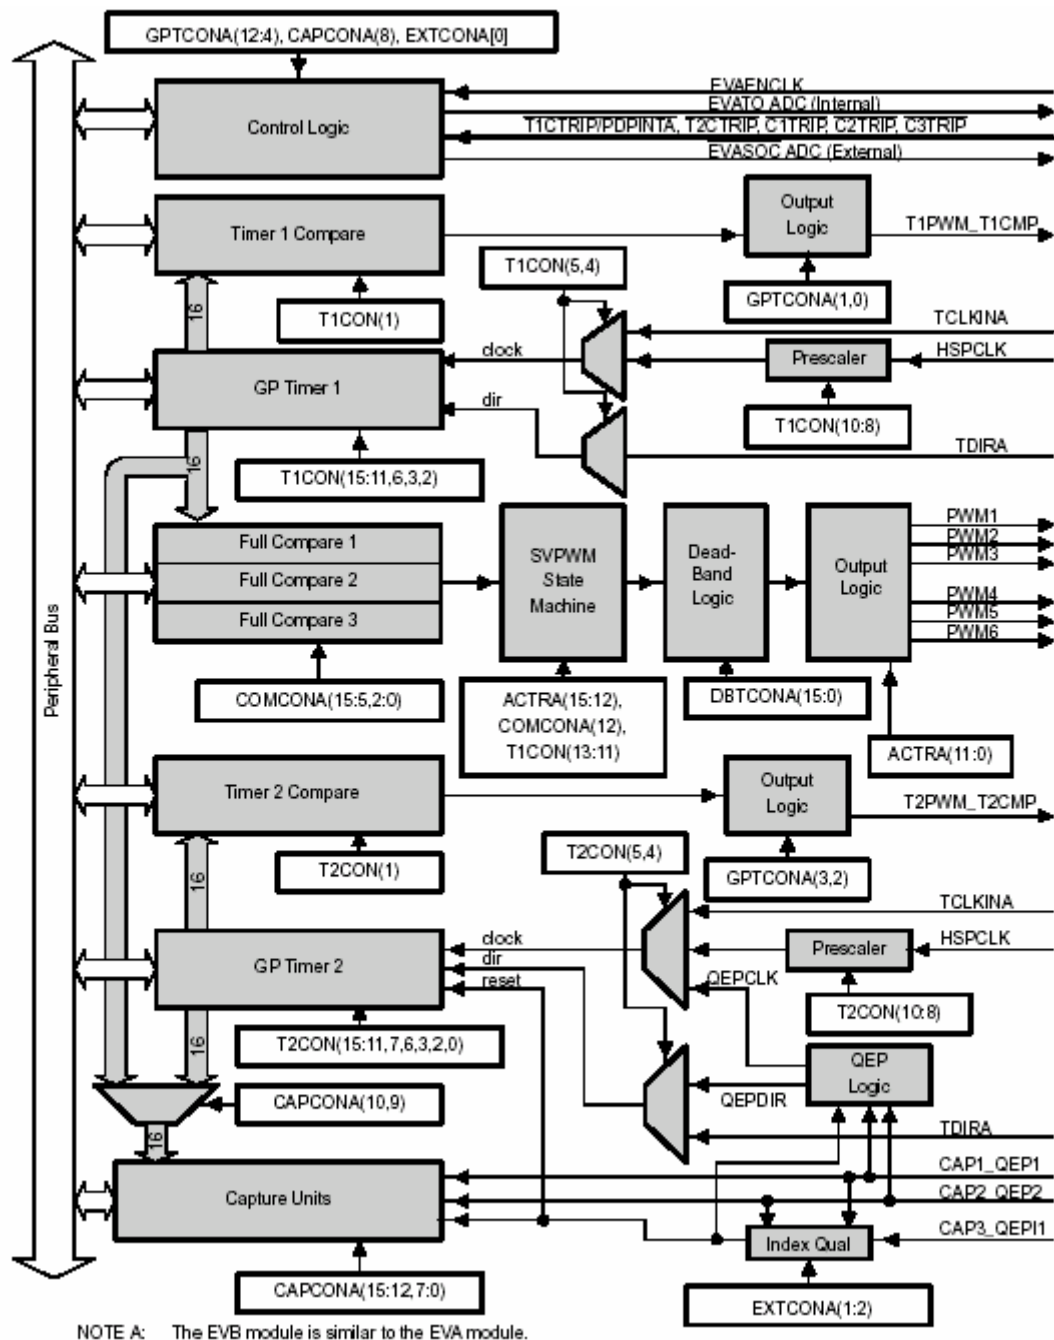 GPTCONA(12:4), CAPCONA(8), EXTCONA[0]
Control Logic
EVAENCLK
EVATO ADC (Internal)
T1CTRIP/PDPINTA, T2CTRIP, C1TRIP, C2TRIP, C3TRIP
EVASOC ADC (External)
Timer 1 Compare
Output
Logic
T1PWM_T1CMP
T1CON(5,4)
GPTCONA(1,0)
16
T1CON(1)
TCLKINA
clock
Prescaler
HSPCLK
GP Timer 1
dir
T1CON(10:8)
TDIRA
16
T1CON(15:11,6,3,2)
Full Compare 1
Full Compare 2
Full Compare 3
SVPWM
State
Machine
Dead-
Band
Logic
Output
Logic
PWM1
PWM2
PWM3
PWM4
PWM5
PWM6
Peripheral Bus
COMCONA(15:5,2:0)
ACTRA(15:12),
COMCONA(12),
T1CON(13:11)
DBTCONA(15:0)
ACTRA(11:0)
Timer 2 Compare
Output
Logic
T2PWM_T2CMP
T2CON(5,4)
T2CON(1)
GPTCONA(3,2)
16
TCLKINA
clock
Prescaler
HSPCLK
GP Timer 2
dir
reset
QEPCLK
T2CON(10:8)
T2CON(15:11,7,6,3,2,0)
16
QEP
Logic
CAPCONA(10,9)
QEPDIR
TDIRA
16
CAP1_QEP1
Capture Units
CAP2_QEP2
CAP3_QEPI1
Index Qual
CAPCONA(15:12,7:0)
EXTCONA(1:2)
NOTE A: The EVB module is similar to the EVA module.